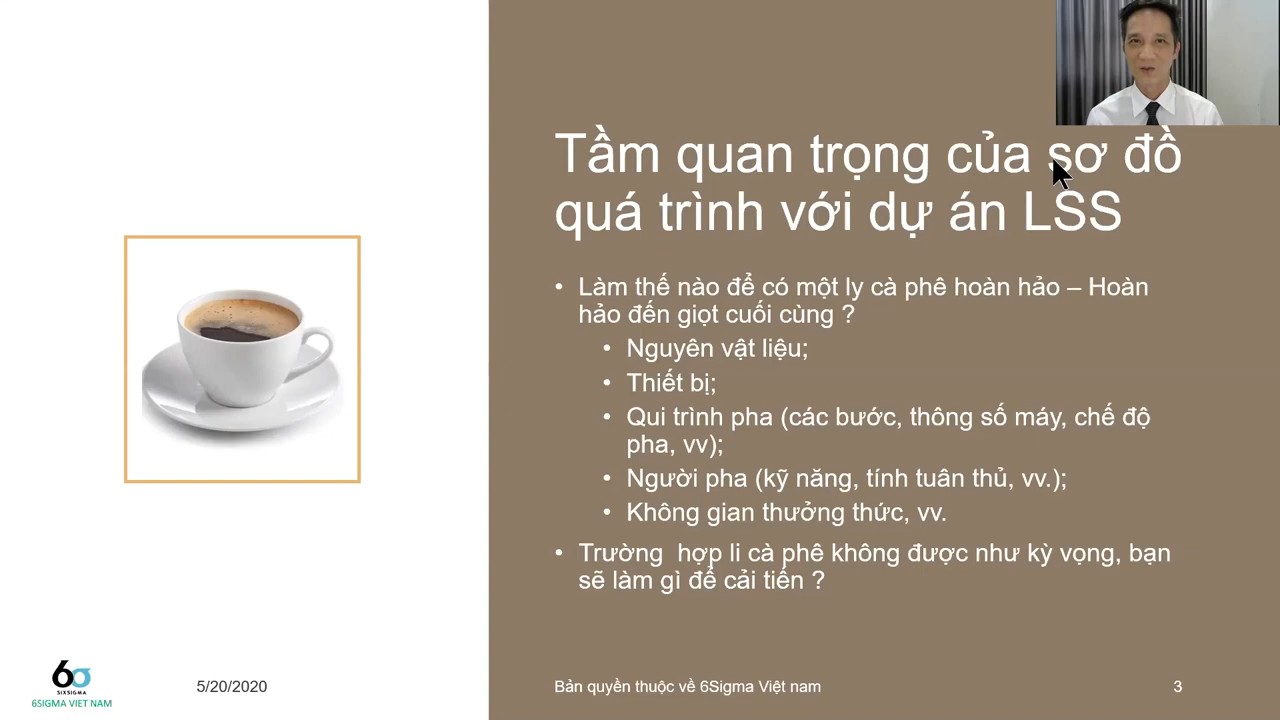 Tầm quan trọng của sơ đồ
quá trình với dự án LSS
• Làm thế nào để có một ly cà phê hoàn hảo – Hoàn
hảo đến giọt cuối cùng ?
• Nguyên vật liệu;
• Thiết bị;
• Qui trình pha (các bước, thông số máy, chế độ
pha, vv);
• Người pha (kỹ năng, tính tuân thủ, vv.);
• Không gian thưởng thức, vv.
• Trường  hợp li cà phê không được như kỳ vọng, bạn
sẽ làm gì để cải tiến ?
6σ
SIXSIGMA
6SIGMA VIET NAM
5/20/2020
Bản quyền thuộc về 6Sigma Việt nam
3